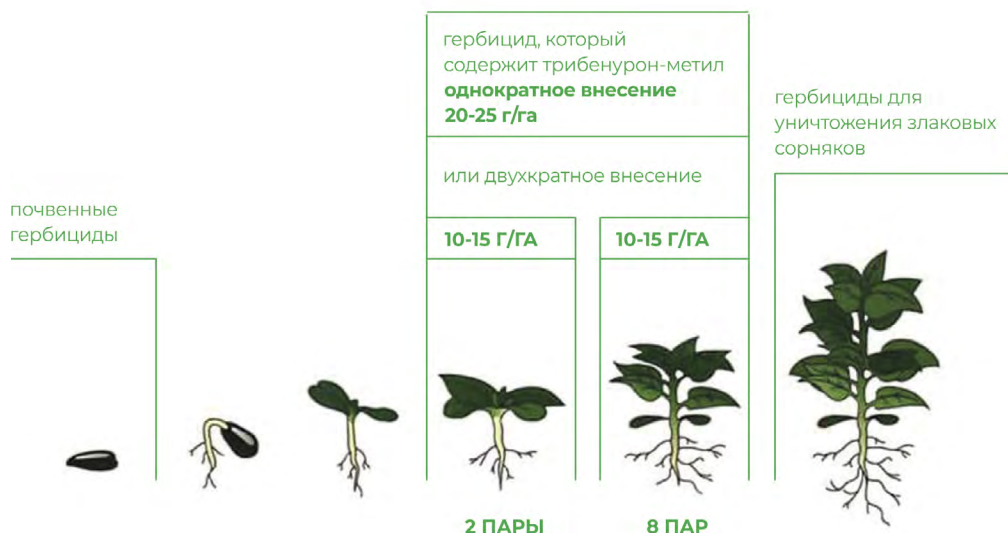 почвенные
гербициды
гербицид, который
содержит трибенурон-метил
однократное внесение
20-25 г/га
или двухкратное внесение
10-15 Г/ГА
10-15 Г/ГА
гербициды для
уничтожения злаковых
сорняков
2 ПАРЫ
8 ПАР